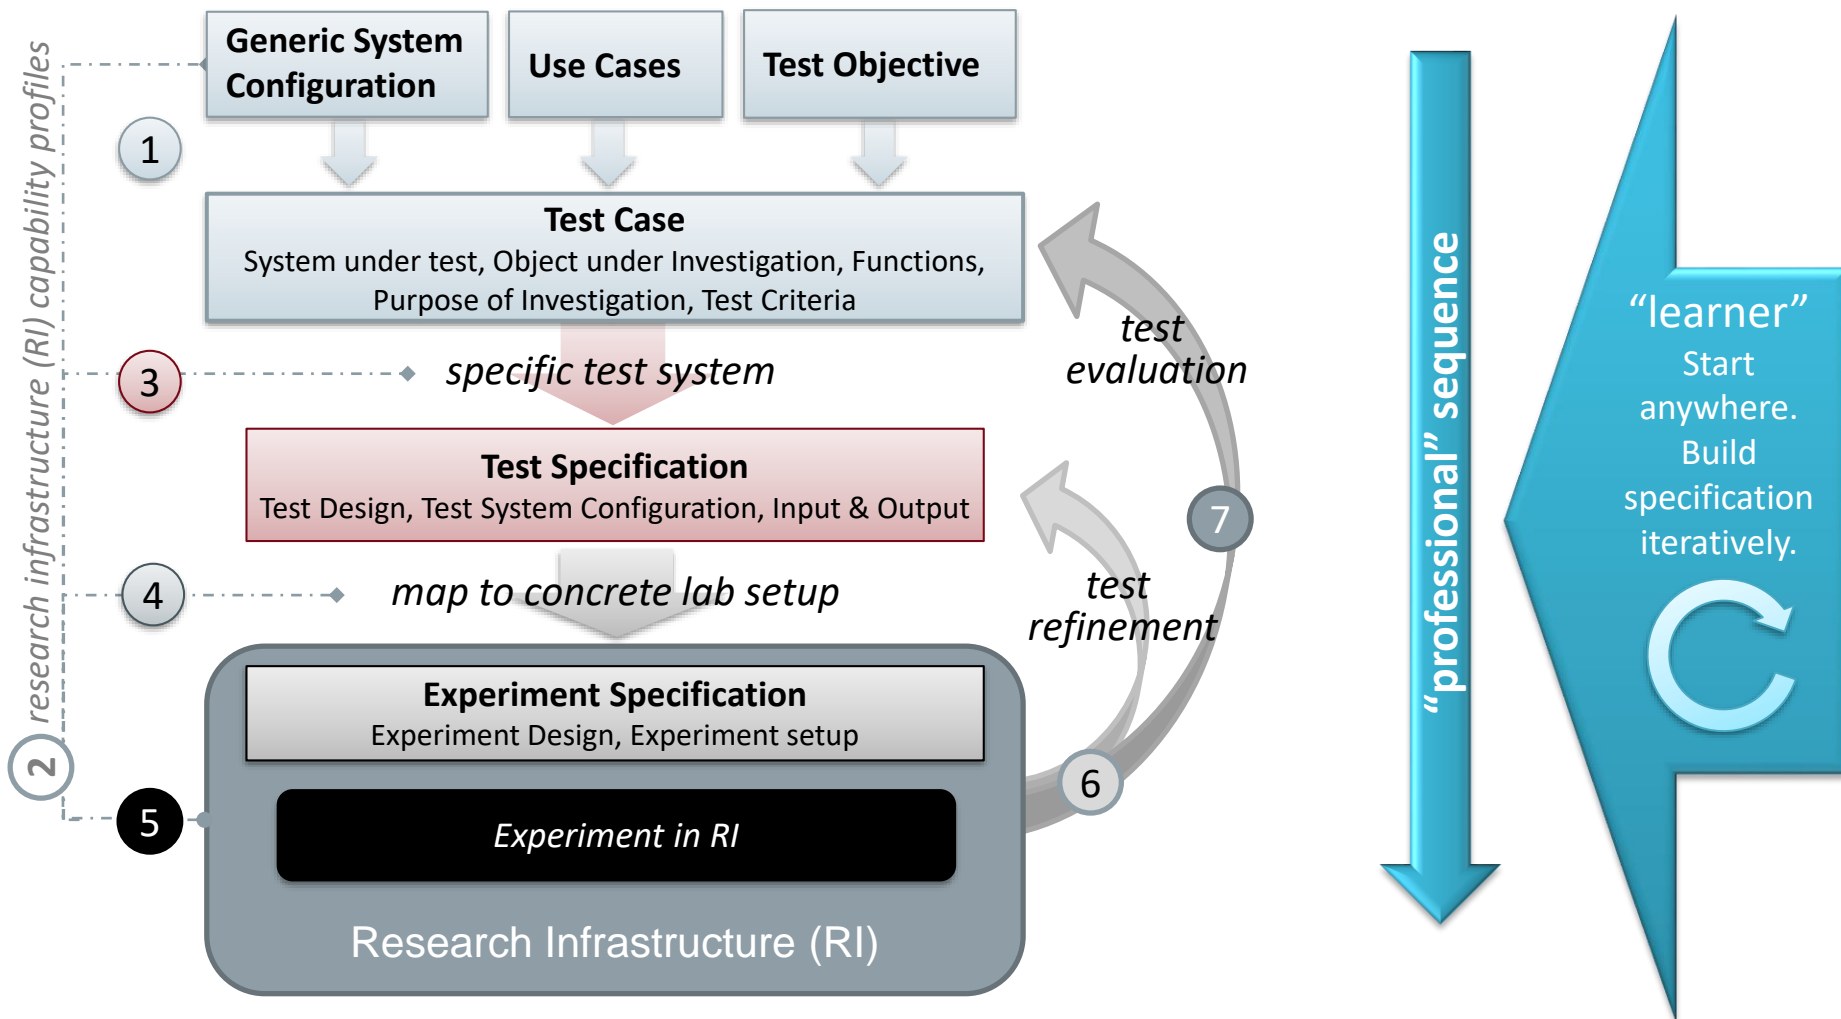 Generic System
Configuration
Use Cases
Test Objective
1
Test Case
System under test, Object under Investigation, Functions,
Purpose of Investigation, Test Criteria
3
specific test system
Test Specification
Test Design, Test System Configuration, Input & Output
4
map to concrete lab setup
Experiment Specification
Experiment Design, Experiment setup
5
Experiment in RI
Research Infrastructure (RI)
2
research infrastructure (RI) capability profiles
test
evaluation
7
test
refinement
6
“professional” sequence
“learner”
Start
anywhere.
Build
specification
iteratively.